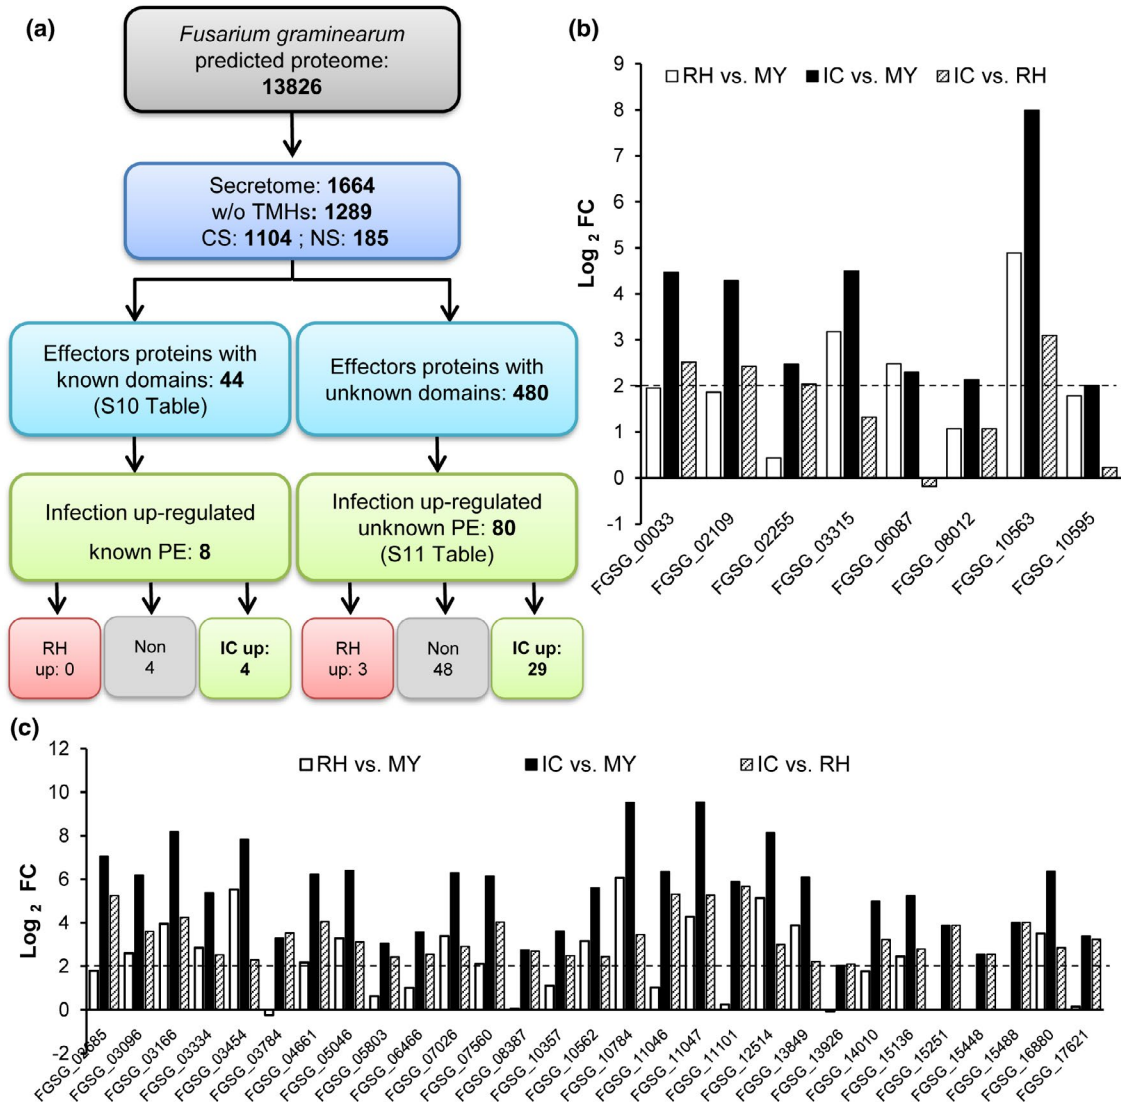 (a)
Fusarium graminearum
predicted proteome:
13826
Secretome: 1664
w/o TMHs: 1289
CS: 1104 ; NS: 185
Effectors proteins with
known domains: 44
(S10 Table)
Effectors proteins with
unknown domains: 480
Infection up-regulated
known PE: 8
Infection up-regulated
unknown PE: 80
(S11 Table)
RH
up: 0
Non
4
IC up:
4
RH
up: 3
Non
48
IC up:
29
(b)
RH vs. MY IC vs. MY IC vs. RH
Log 2 FC
9
8
7
6
5
4
3
2
1
0
-1
FGSG_00033
FGSG_02109
FGSG_02255
FGSG_03315
FGSG_06087
FGSG_08012
FGSG_10563
FGSG_10595
(c)
RH vs. MY IC vs. MY IC vs. RH
Log 2 FC
12
10
8
6
4
2
0
-2
FGSG_02585
FGSG_03096
FGSG_03166
FGSG_03334
FGSG_03454
FGSG_03784
FGSG_04661
FGSG_05046
FGSG_05803
FGSG_06466
FGSG_07026
FGSG_07560
FGSG_08387
FGSG_10357
FGSG_10562
FGSG_10784
FGSG_11046
FGSG_11047
FGSG_11101
FGSG_12514
FGSG_13849
FGSG_13926
FGSG_14010
FGSG_15136
FGSG_15251
FGSG_15448
FGSG_15488
FGSG_16880
FGSG_17621